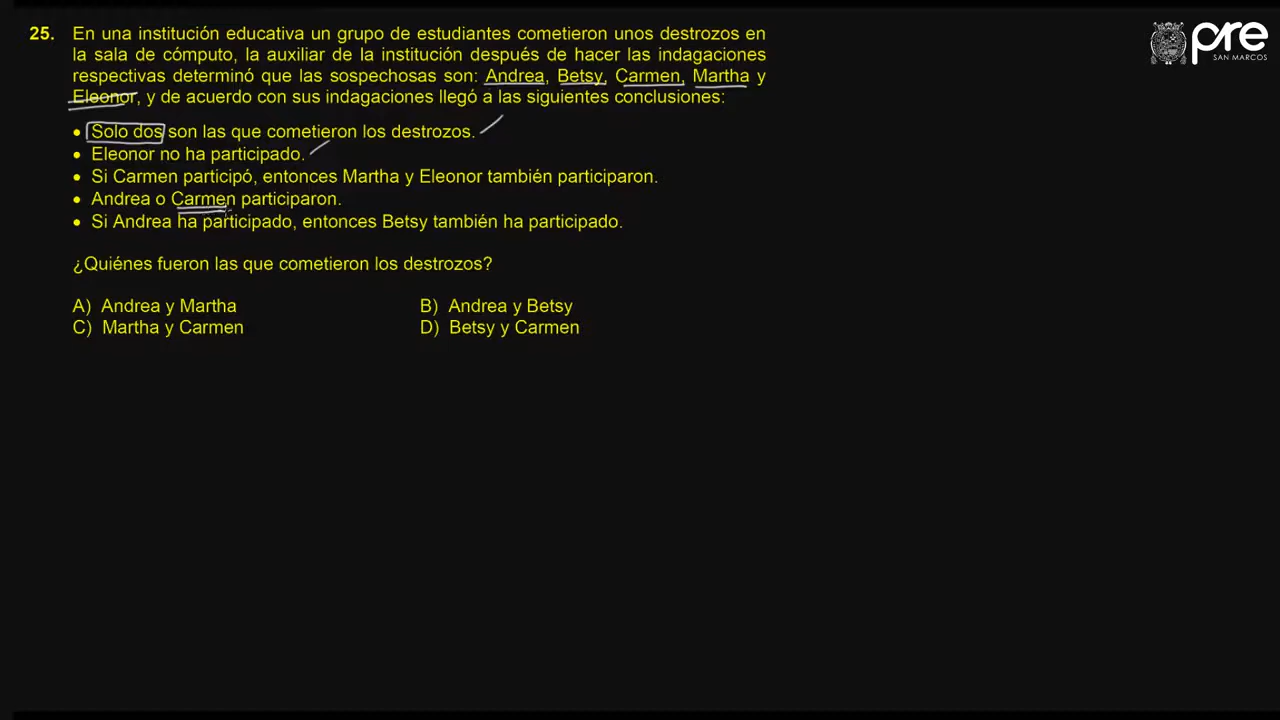 25. En una institución educativa un grupo de estudiantes cometieron unos destrozos en
la sala de cómputo, la auxiliar de la institución después de hacer las indagaciones
respectivas determinó que las sospechosas son: Andrea, Betsy, Carmen, Martha y
Eleonor, y de acuerdo con sus indagaciones llegó a las siguientes conclusiones:
• Solo dos son las que cometieron los destrozos.
• Eleonor no ha participado.
• Si Carmen participó, entonces Martha y Eleonor también participaron.
• Andrea o Carmen participaron.
• Si Andrea ha participado, entonces Betsy también ha participado.
¿Quiénes fueron las que cometieron los destrozos?
A) Andrea y Martha B) Andrea y Betsy
C) Martha y Carmen D) Betsy y Carmen
pre
SAN MARCOS